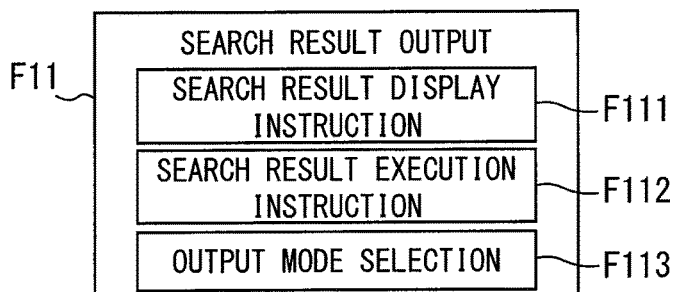 SEARCH RESULT OUTPUT
F11
SEARCH RESULT DISPLAY
INSTRUCTION
F111
SEARCH RESULT EXECUTION
INSTRUCTION
F112
OUTPUT MODE SELECTION
F113